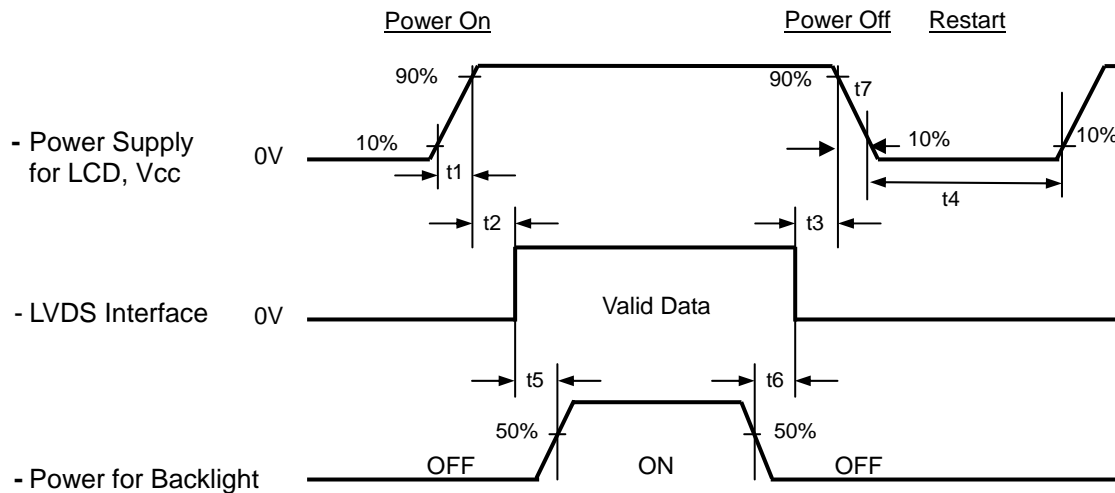 Power On
Power Off
Restart
90%
90%
t7
- Power Supply
for LCD, Vcc
0V
10%
10%
10%
t1
t4
t2
t3
- LVDS Interface
0V
Valid Data
t5
t6
50%
50%
- Power for Backlight
OFF
ON
OFF